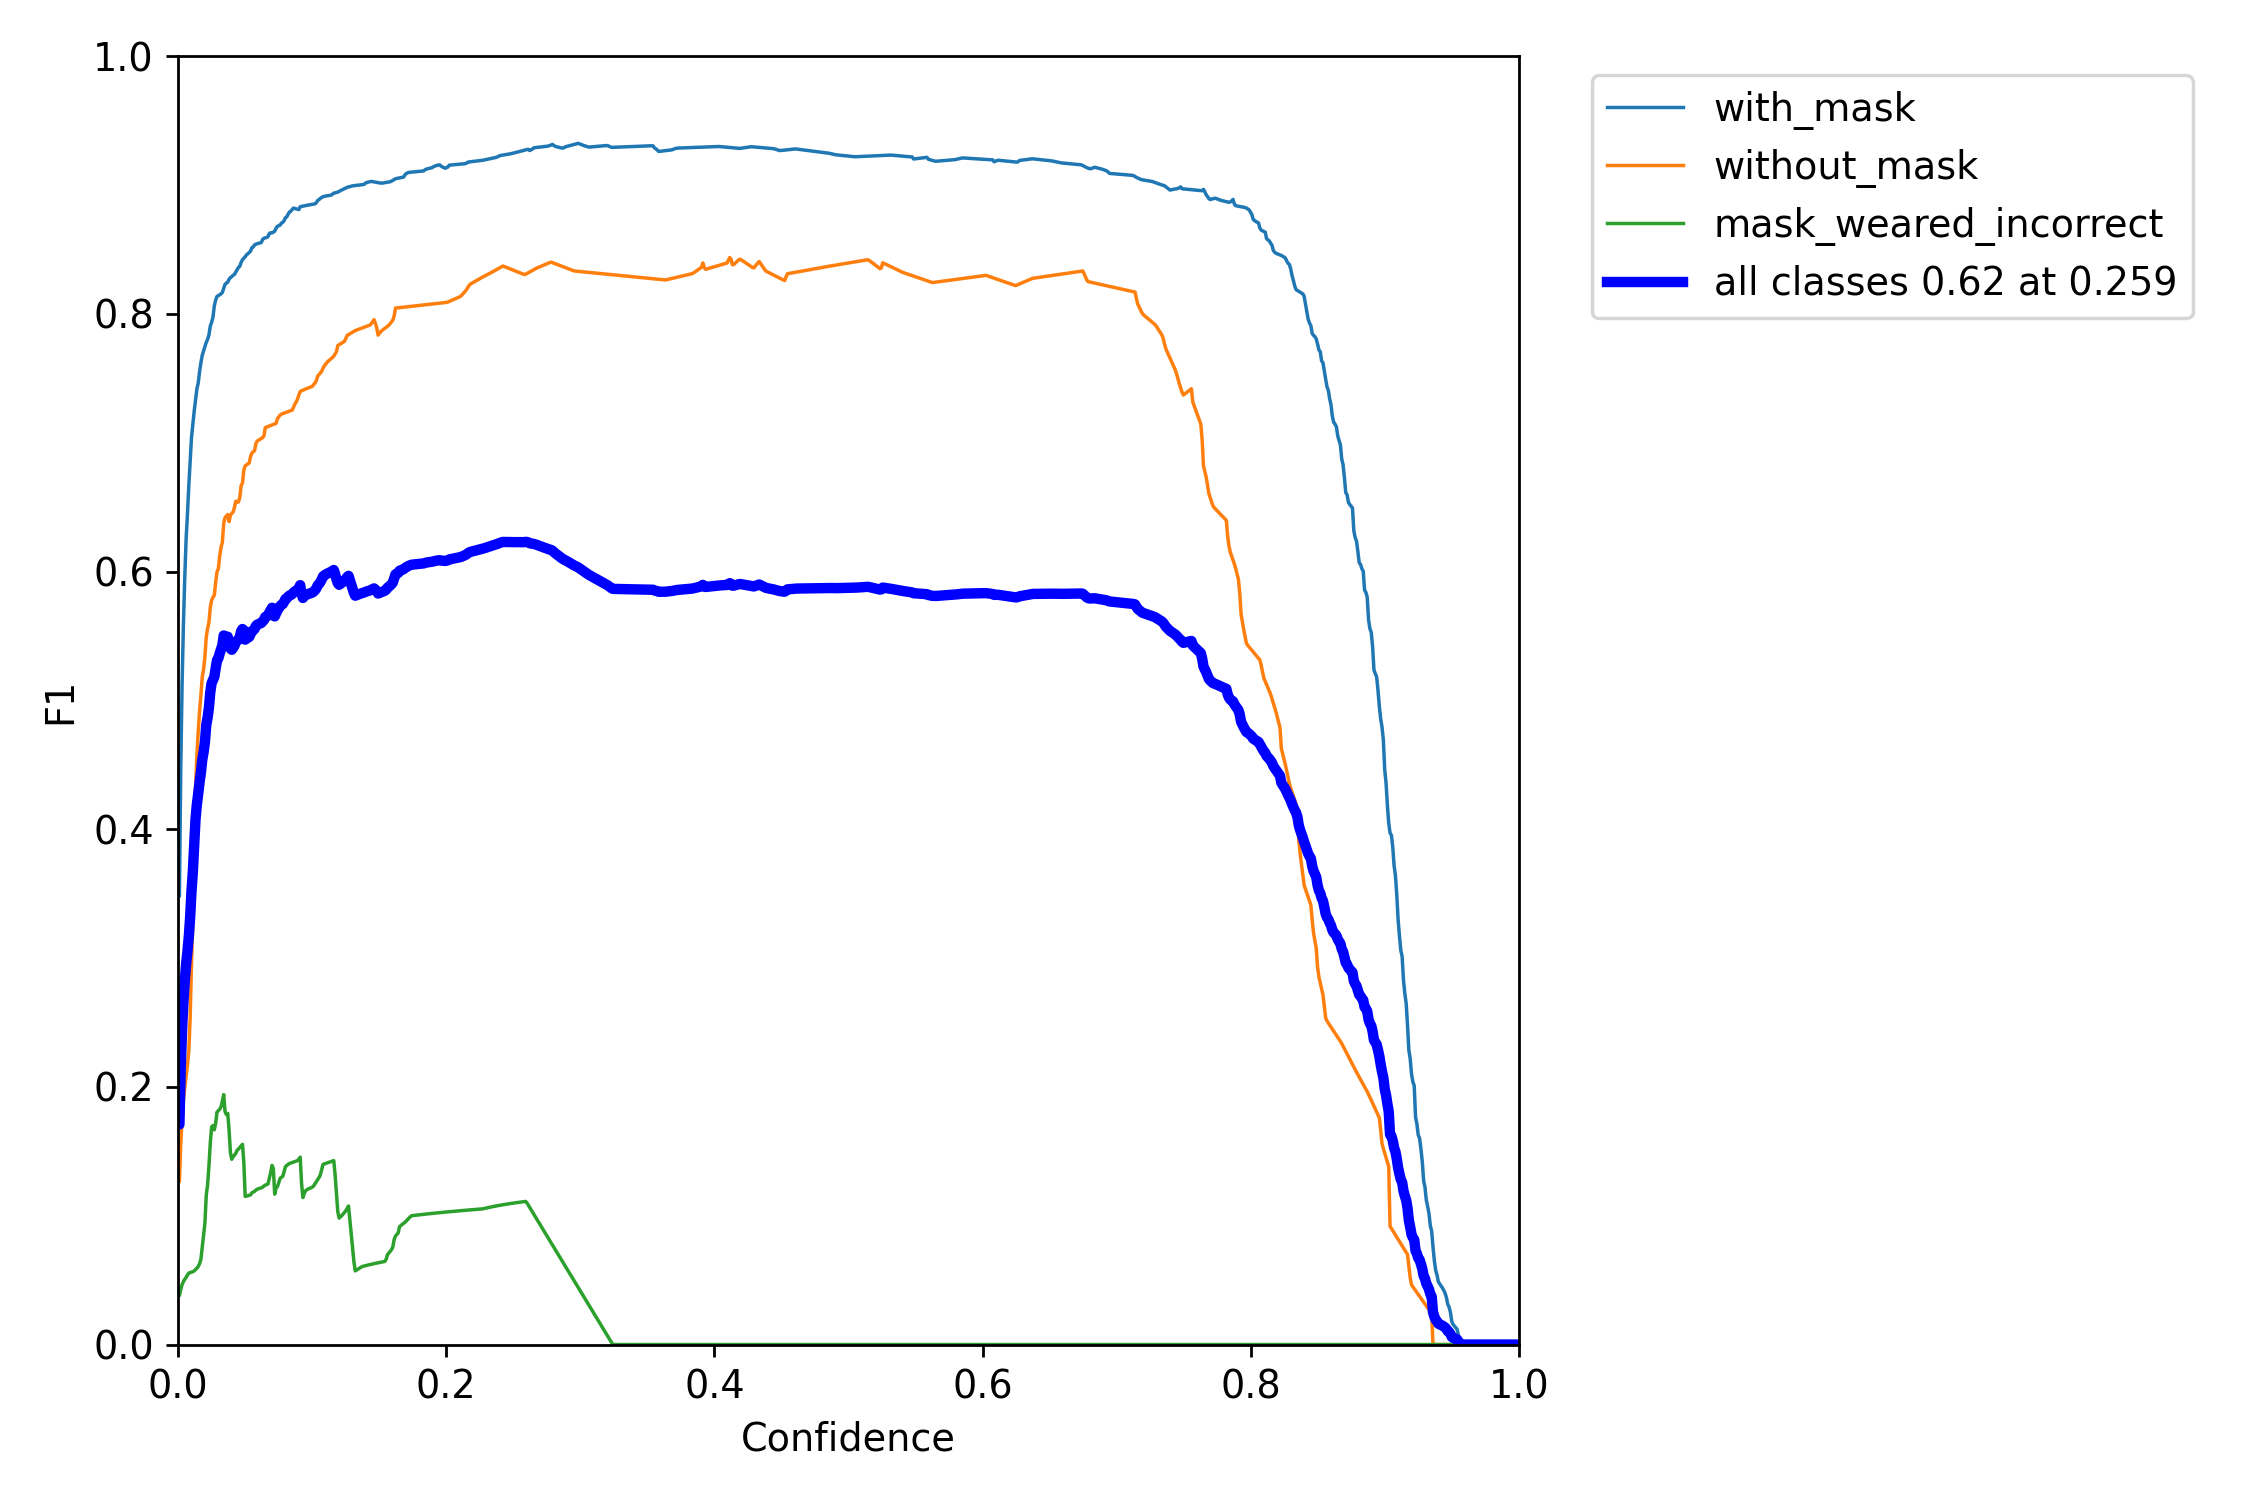 1.0
0.8
0.6
0.4
0.2
0.0
F1
0.0 0.2 0.4 0.6 0.8 1.0
Confidence
with_mask
without_mask
mask_weared_incorrect
all classes 0.62 at 0.259